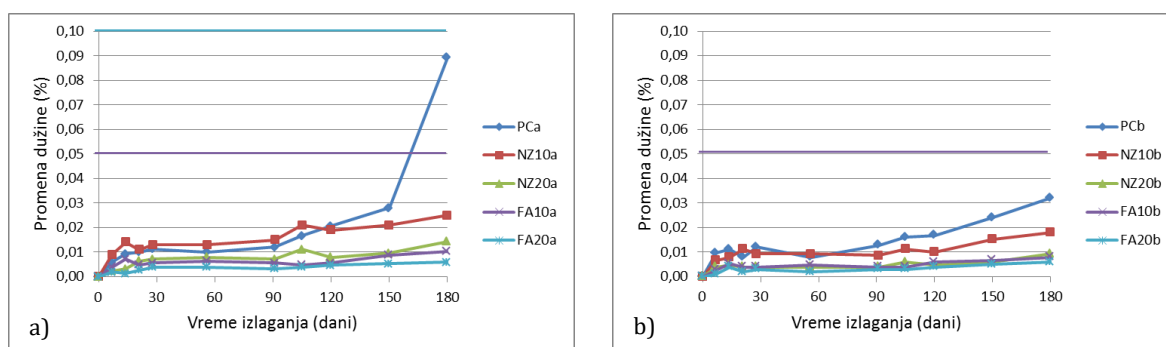 0,10
0,09
0,08
0,07
0,06
0,05
0,04
0,03
0,02
0,01
0,00
Promena dužine (%)
0 30 60 90 120 150 180
Vreme izlaganja (dani)
PCa
NZ10a
NZ20a
FA10a
FA20a
a)
0,10
0,09
0,08
0,07
0,06
0,05
0,04
0,03
0,02
0,01
0,00
Promena dužine (%)
0 30 60 90 120 150 180
Vreme izlaganja (dani)
PCb
NZ10b
NZ20b
FA10b
FA20b
b)